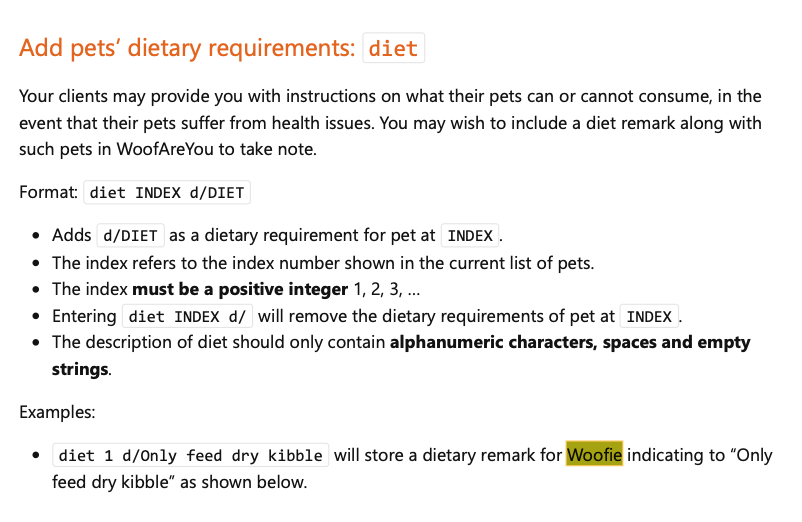 Add pets’ dietary requirements: diet
Your clients may provide you with instructions on what their pets can or cannot consume, in the
event that their pets suffer from health issues. You may wish to include a diet remark along with
such pets in WoofAreYou to take note.
Format: diet INDEX d/DIET
• Adds d/DIET as a dietary requirement for pet at INDEX.
• The index refers to the index number shown in the current list of pets.
• The index must be a positive integer 1, 2, 3, …
• Entering diet INDEX d/ will remove the dietary requirements of pet at INDEX.
• The description of diet should only contain alphanumeric characters, spaces and empty
strings.
Examples:
• diet 1 d/Only feed dry kibble will store a dietary remark for Woofie indicating to “Only
feed dry kibble” as shown below.